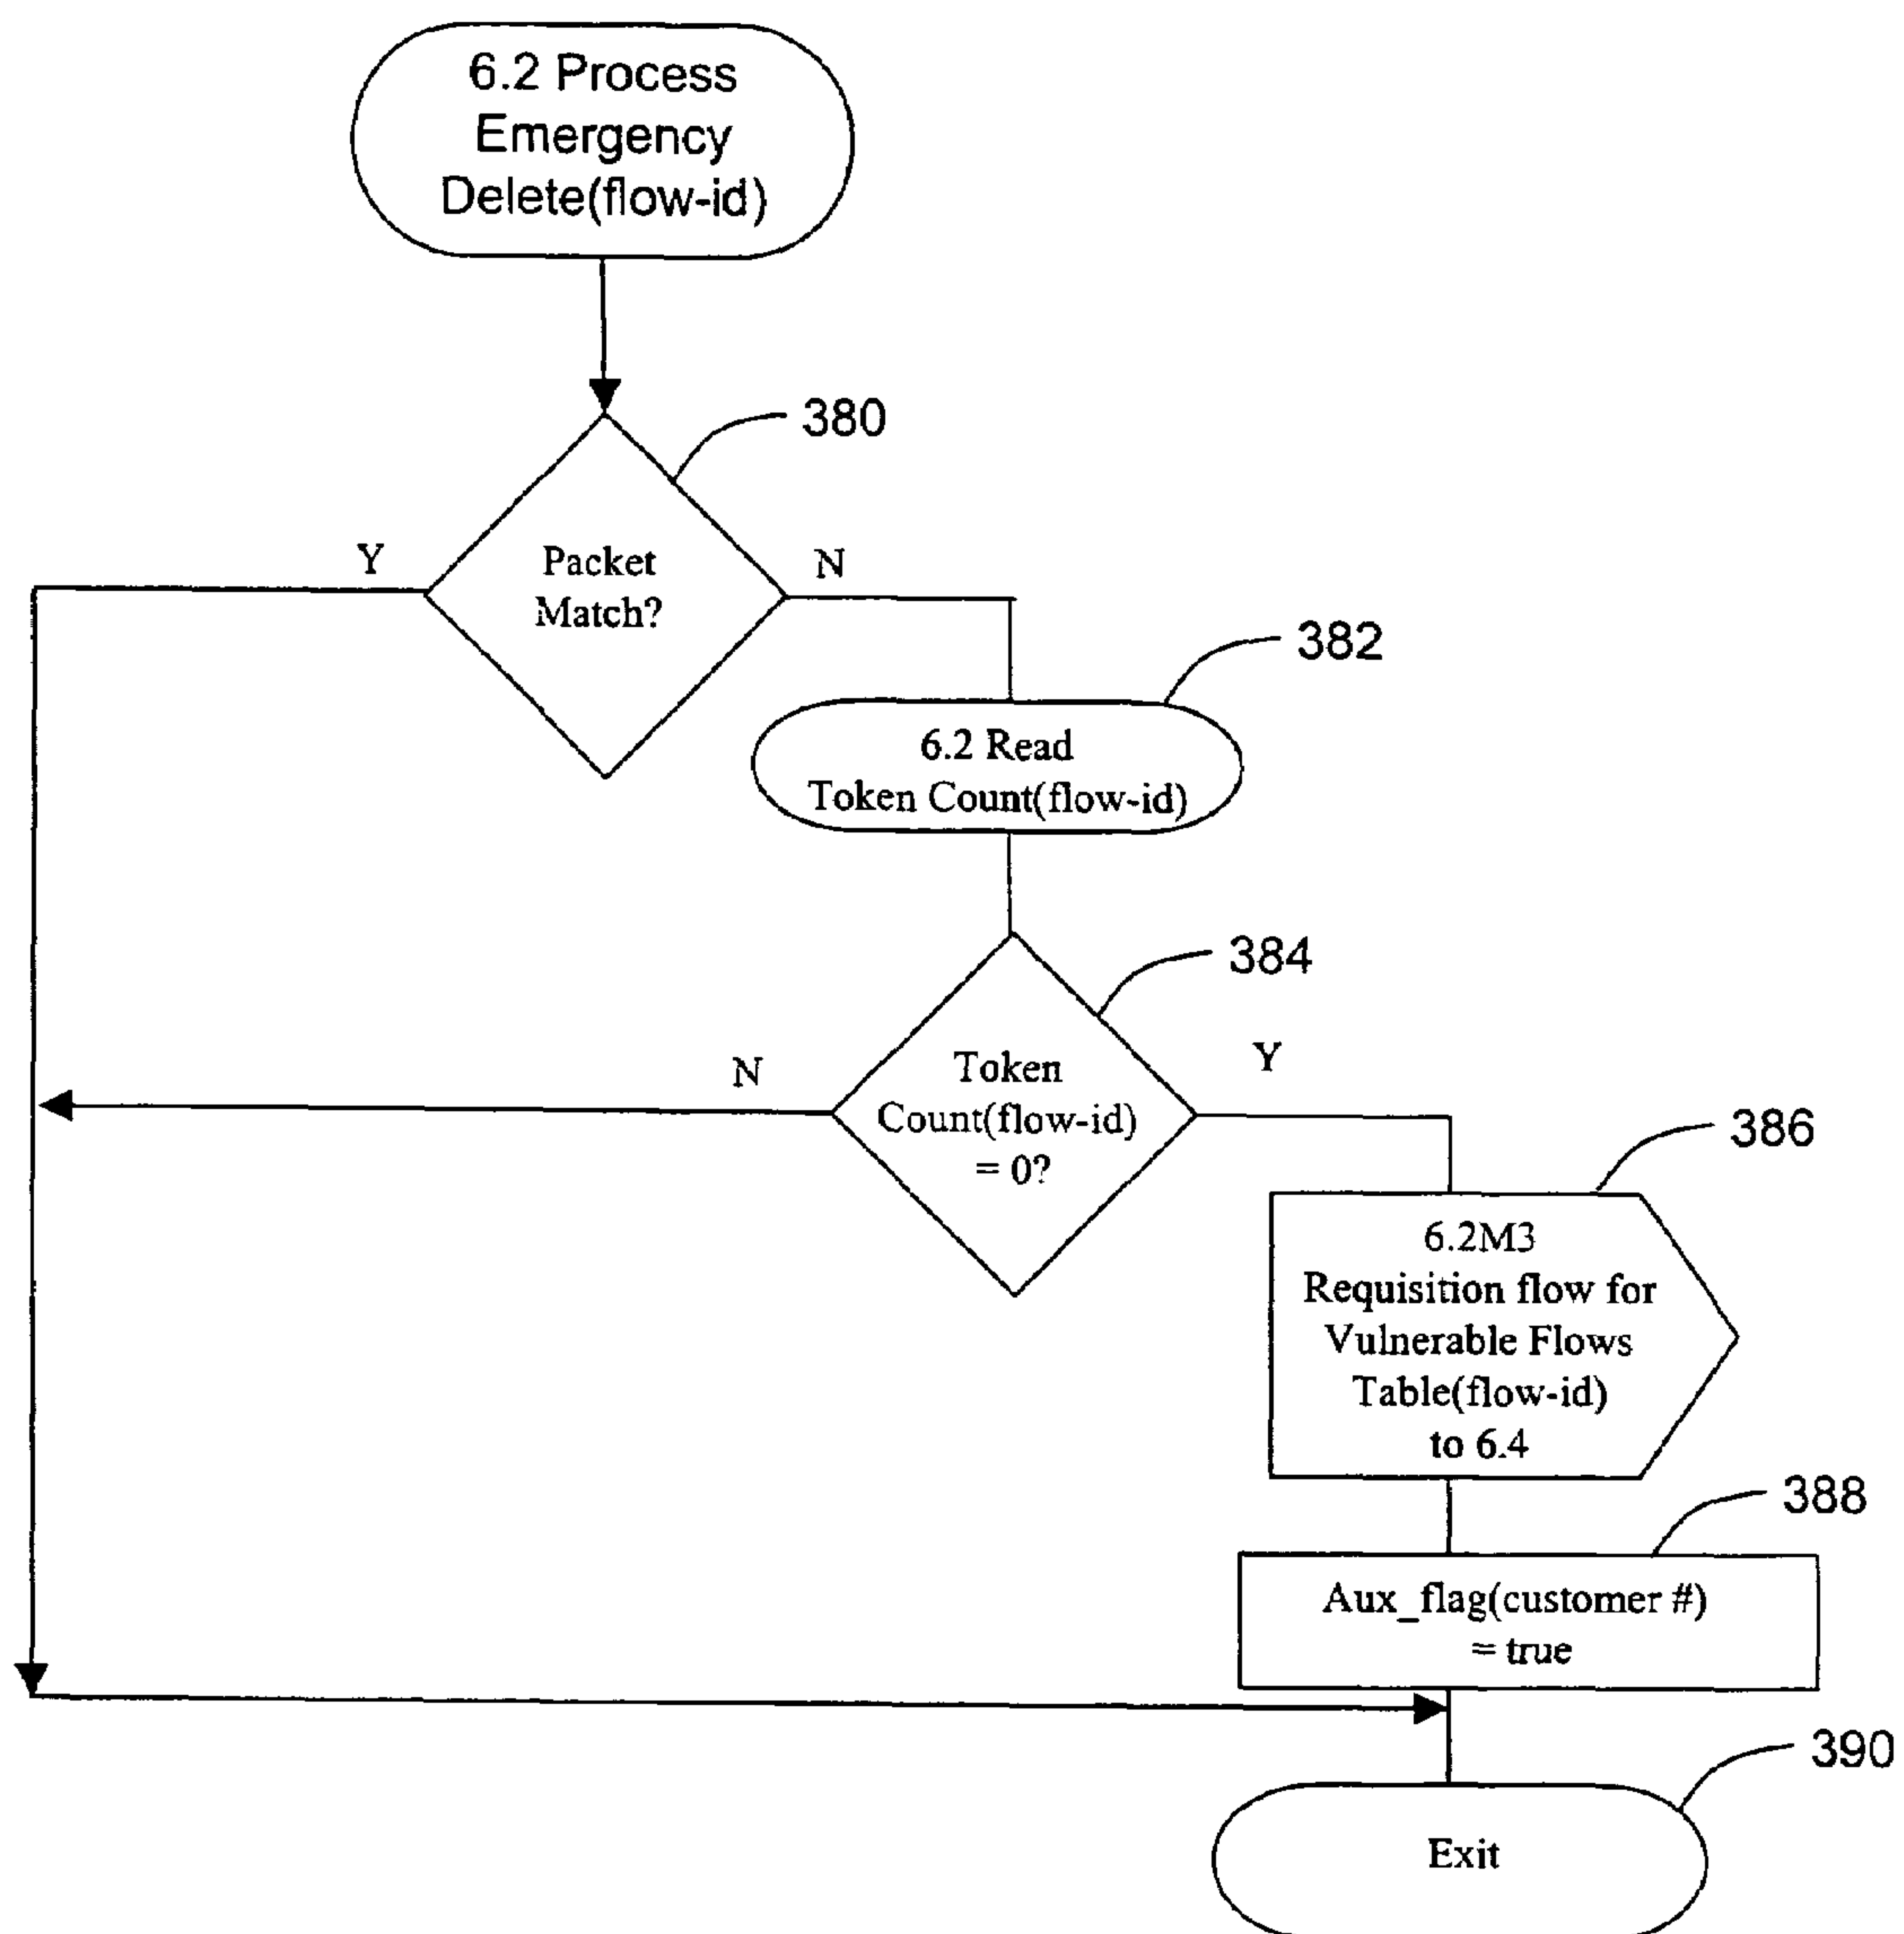 6.2 Process
Emergency
Delete(flow-id)
380
Y
Packet
Match?
N
382
6.2 Read
Token Count(flow-id)
384
N
Token
Count(flow-id)
= 0?
Y
386
6.2M3
Requisition flow for
Vulnerable Flows
Table(flow-id)
to 6.4
388
Aux_flag(customer #)
= true
390
Exit